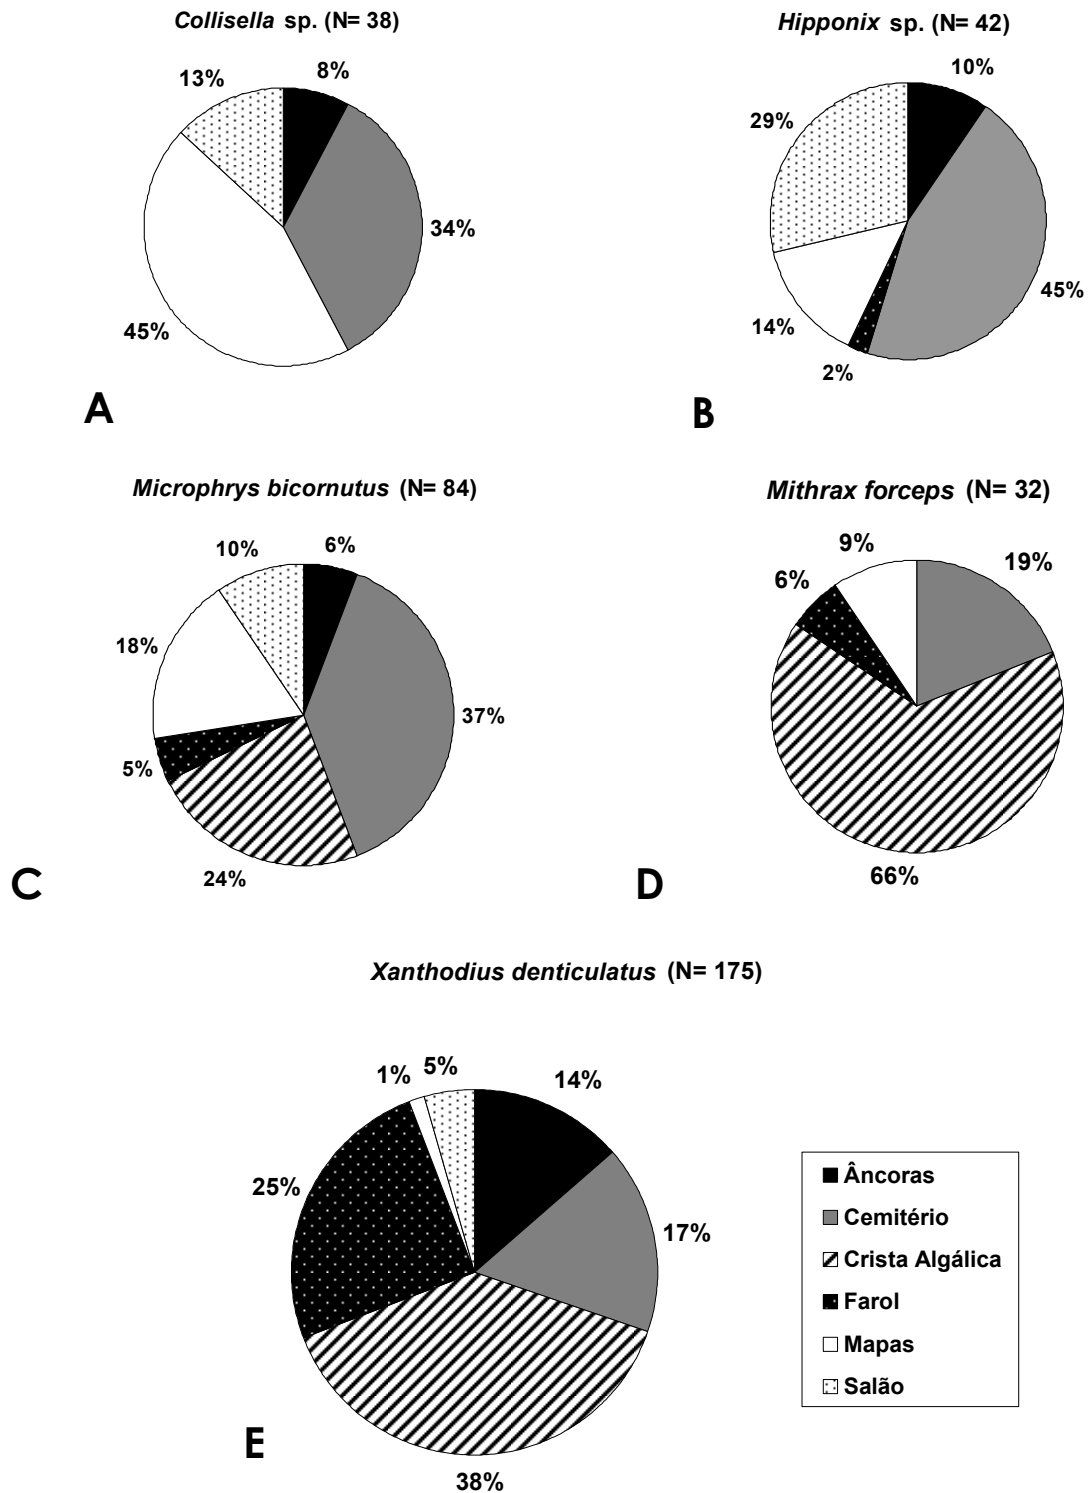 Collisella sp. (N= 38)
13%
8%
34%
45%
A
Hipponix sp. (N= 42)
10%
29%
45%
14%
2%
B
Microphrys bicornutus (N= 84)
10%
6%
18%
37%
5%
24%
C
Mithrax forceps (N= 32)
9%
19%
6%
66%
D
Xanthodius denticulatus (N= 175)
1%
5%
14%
25%
17%
38%
E
Âncoras
Cemitério
Crista Algálica
Farol
Mapas
Salão